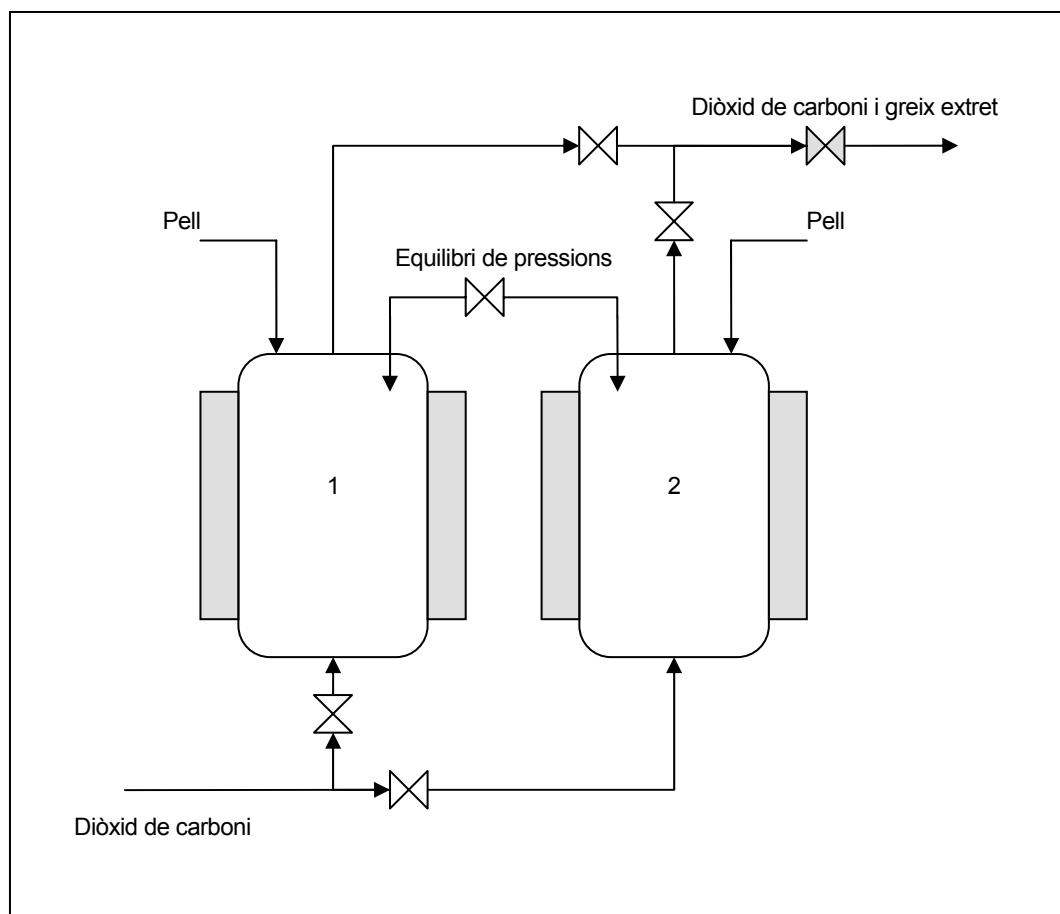 Diòxid de carboni i greix extret
Pell
Pell
Equilibri de pressions
1
2
Diòxid de carboni